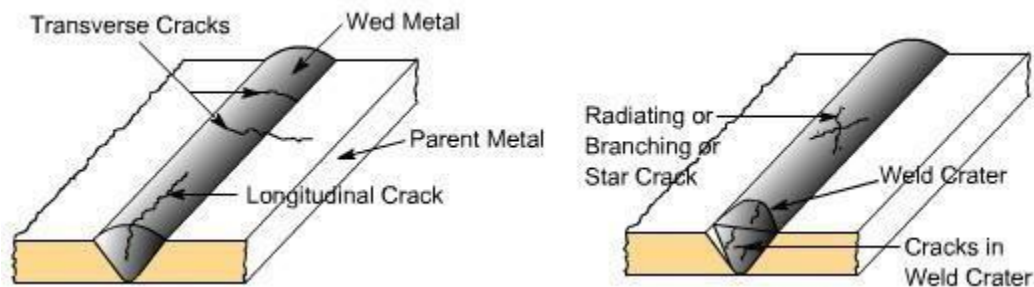 Transverse Cracks
Wed Metal
Parent Metal
Longitudinal Crack
Radiating or
Branching or
Star Crack
Weld Crater
Cracks in
Weld Crater